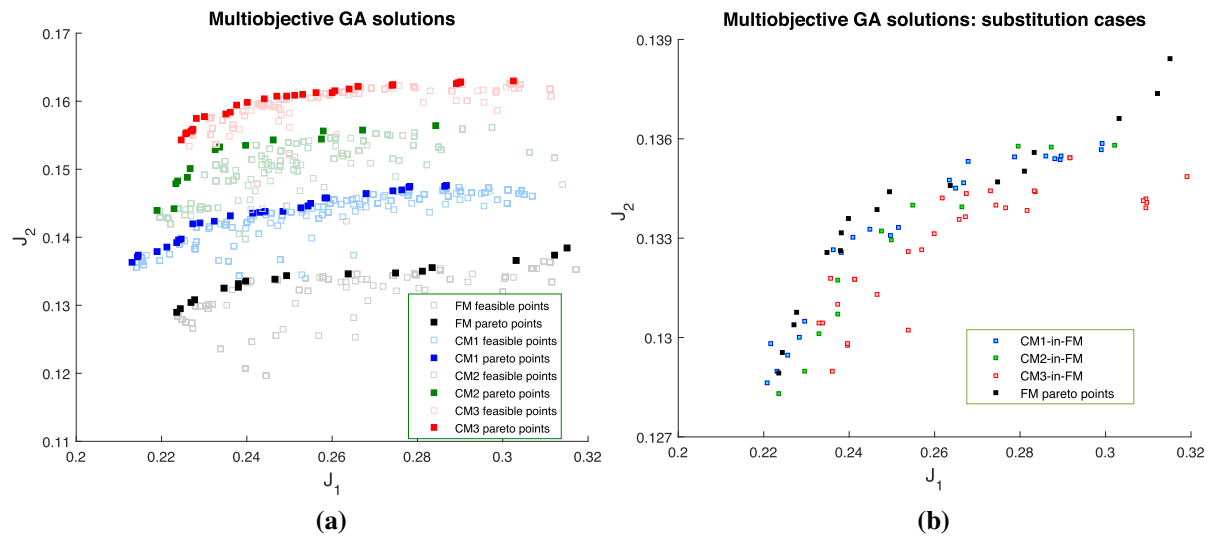 Multiobjective GA solutions
0.17
0.16
0.15
0.14
0.13
0.12
0.11
J2
0.2
0.22
0.24
0.26
0.28
0.3
0.32
J1
FM feasible points
FM pareto points
CM1 feasible points
CM1 pareto points
CM2 feasible points
CM2 pareto points
CM3 feasible points
CM3 pareto points
(a)
Multiobjective GA solutions: substitution cases
0.139
0.136
0.133
0.13
0.127
J2
0.2
0.22
0.24
0.26
0.28
0.3
0.32
J1
CM1-in-FM
CM2-in-FM
CM3-in-FM
FM pareto points
(b)